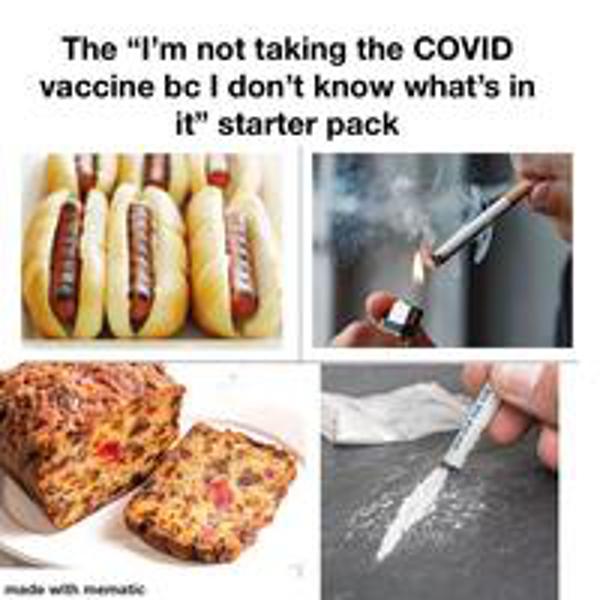 The “I’m not taking the COVID
vaccine bc I don’t know what’s in
it” starter pack
made with mematic